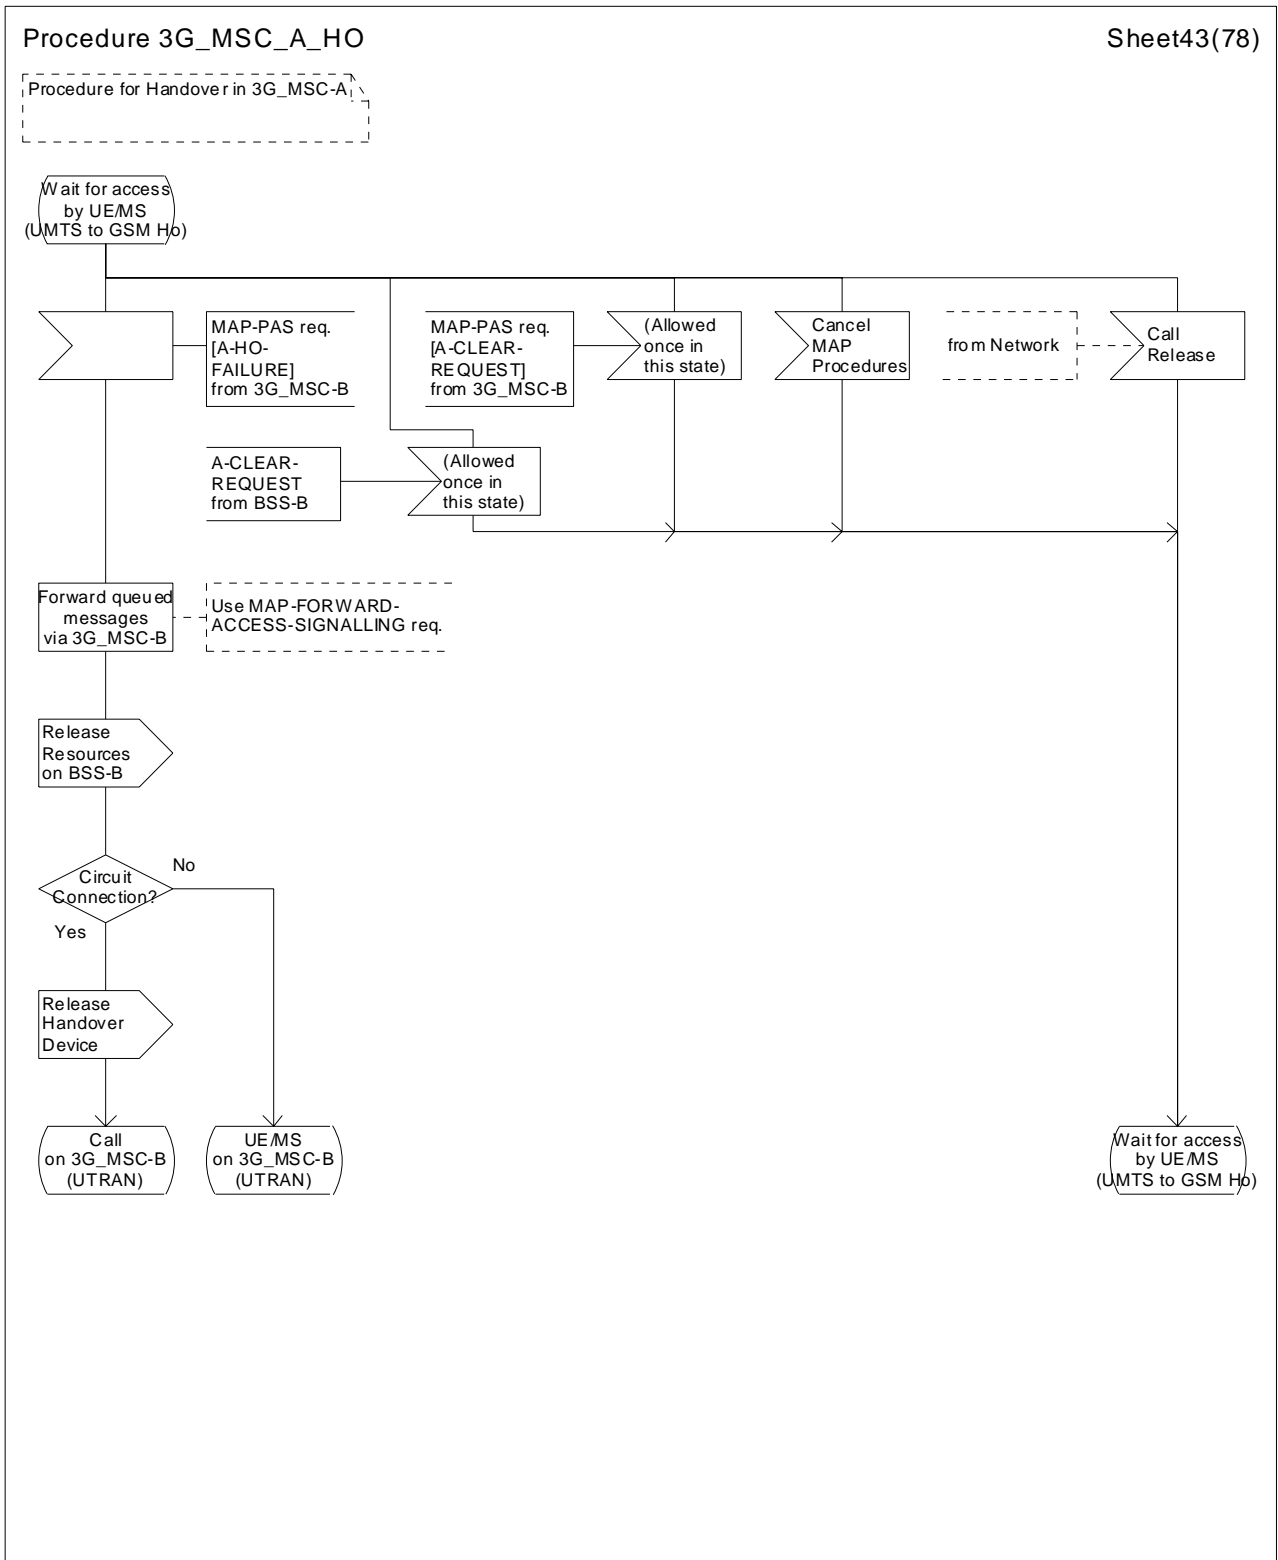 Procedure 3G_MSC_A_HO
Sheet43(78)
Procedure for Handover in 3G_MSC-A
Wait for access
by UE/MS
(UMTS to GSM Ho)
MAP-PAS req.
[A-HO-
FAILURE]
from 3G_MSC-B
MAP-PAS req.
[A-CLEAR-
REQUEST]
from 3G_MSC-B
(Allowed
once in
this state)
Cancel
MAP
Procedures
from Network
Call
Release
A-CLEAR-
REQUEST
from BSS-B
(Allowed
once in
this state)
Forward queued
messages
via 3G_MSC-B
Use MAP-FORWARD-
ACCESS-SIGNALLING req.
Release
Resources
on BSS-B
Circuit
Connection?
No
Yes
Release
Handover
Device
Call
on 3G_MSC-B
(UTRAN)
UE/MS
on 3G_MSC-B
(UTRAN)
Wait for access
by UE/MS
(UMTS to GSM Ho)